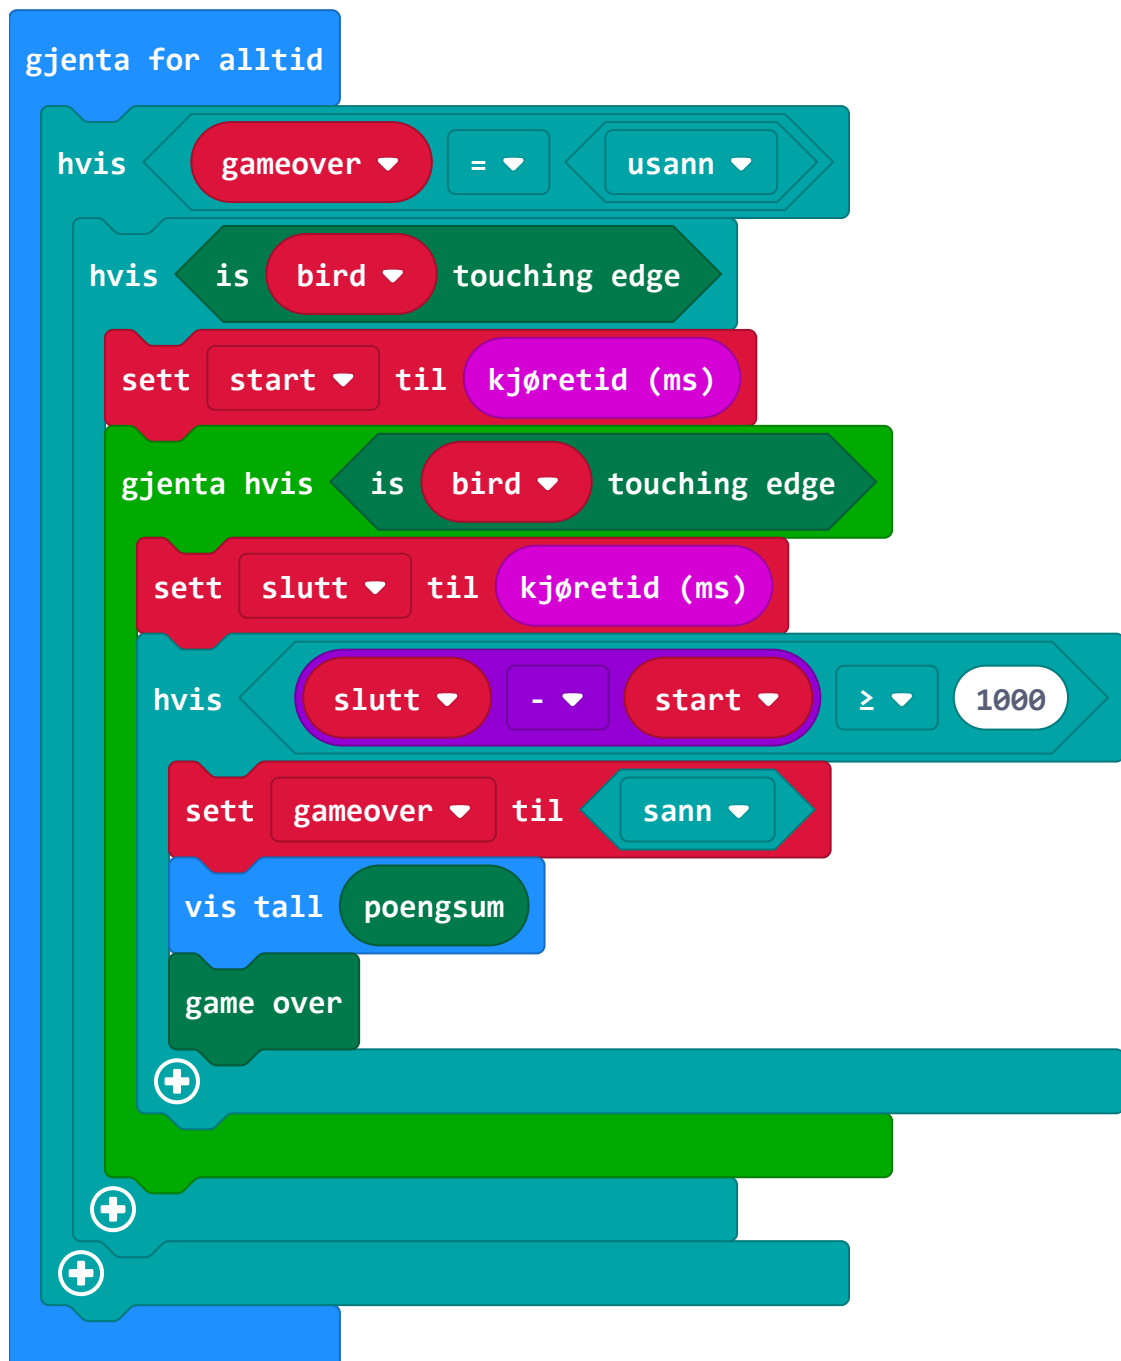 gjenta for alltid
hvis gameover = usann
hvis is bird touching edge
sett start til kjøretid (ms)
gjenta hvis is bird touching edge
sett slutt til kjøretid (ms)
hvis slutt - start ≥ 1000
sett gameover til sann
vis tall poengsum
game over